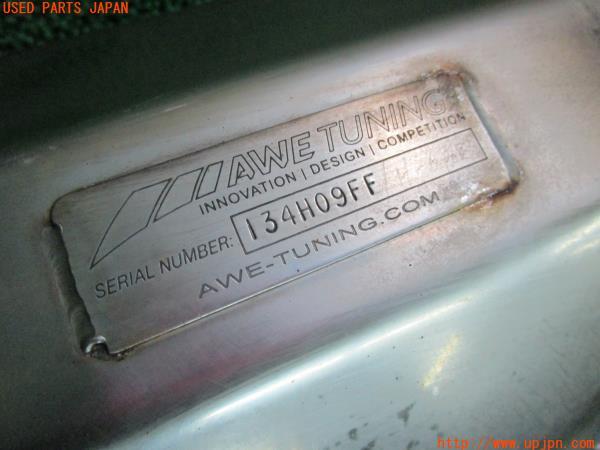 USED PARTS JAPAN
AWE TUNING
INNOVATION | DESIGN | COMPETITION
SERIAL NUMBER: 134H09FF
AWE-TUNING.COM
http://www.upjpn.com